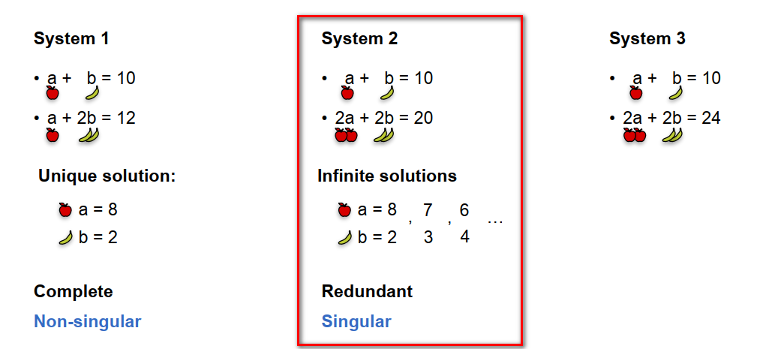 System 1
• a + b = 10
• a + 2b = 12
Unique solution:
a = 8
b = 2
Complete
Non-singular
System 2
• a + b = 10
• 2a + 2b = 20
Infinite solutions
a = 8 , 7 , 6 ...
b = 2 3 4
Redundant
Singular
System 3
• a + b = 10
• 2a + 2b = 24